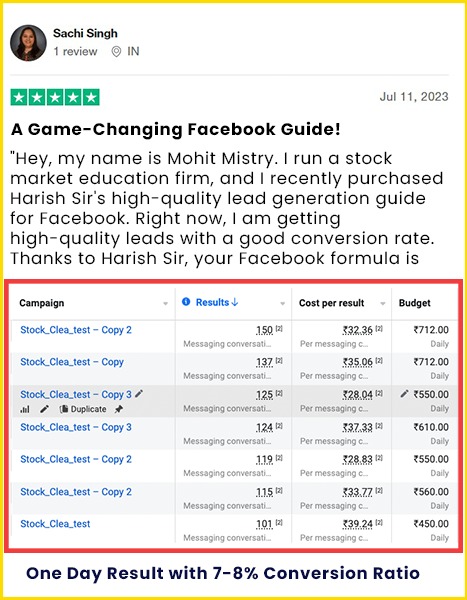 Sachi Singh
1 review IN
Jul 11, 2023
A Game-Changing Facebook Guide!
"Hey, my name is Mohit Mistry. I run a stock
market education firm, and I recently purchased
Harish Sir's high-quality lead generation guide
for Facebook. Right now, I am getting
high-quality leads with a good conversion rate.
Thanks to Harish Sir, your Facebook formula is
Campaign Results↓ Cost per result Budget
Stock_Clea_test – Copy 2 150 [2] ₹32.36 [2] ₹712.00
Messaging conversati... Per messaging c... Daily
Stock_Clea_test – Copy 137 [2] ₹35.06 [2] ₹712.00
Messaging conversati... Per messaging c... Daily
Stock_Clea_test – Copy 3 125 [2] ₹28.04 [2] ₹550.00
Duplicate Messaging conversati... Per messaging c... Daily
Stock_Clea_test – Copy 3 124 [2] ₹37.33 [2] ₹610.00
Messaging conversati... Per messaging c... Daily
Stock_Clea_test – Copy 2 119 [2] ₹28.83 [2] ₹550.00
Messaging conversati... Per messaging c... Daily
Stock_Clea_test – Copy 2 115 [2] ₹33.77 [2] ₹560.00
Messaging conversati... Per messaging c... Daily
Stock_Clea_test 101 [2] ₹39.24 [2] ₹450.00
Messaging conversati... Per messaging c... Daily
One Day Result with 7-8% Conversion Ratio